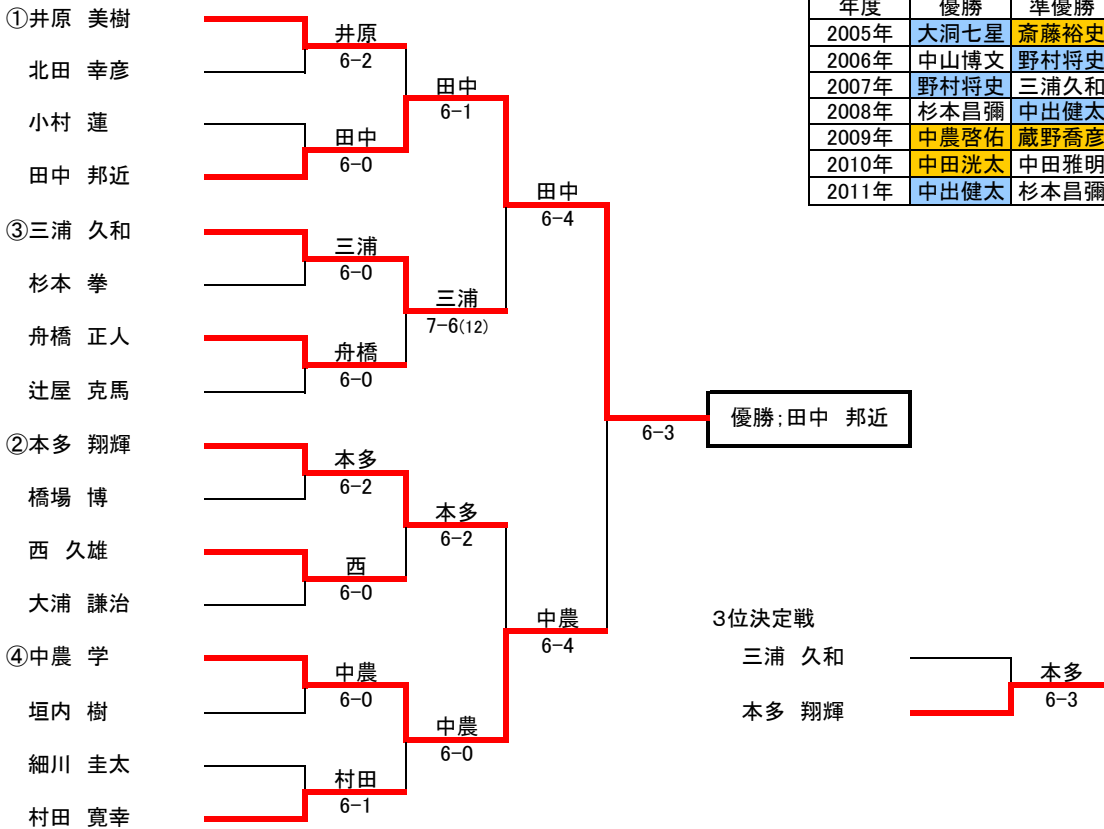 ①井原 美樹
北田 幸彦
小村 蓮
田中 邦近
③三浦 久和
杉本 拳
舟橋 正人
辻屋 克馬
②本多 翔輝
橋場 博
西 久雄
大浦 謙治
④中農 学
垣内 樹
細川 圭太
村田 寛幸
井原
6-2
田中
6-0
三浦
6-0
舟橋
6-0
本多
6-2
西
6-0
中農
6-0
村田
6-1
田中
6-1
三浦
7-6(12)
本多
6-2
中農
6-0
田中
6-4
中農
6-4
6-3
優勝;田中 邦近
年度 優勝 準優勝
2005年 大洞七星 斎藤裕史
2006年 中山博文 野村将史
2007年 野村将史 三浦久和
2008年 杉本昌彌 中出健太
2009年 中農啓佑 蔵野喬彦
2010年 中田洸太 中田雅明
2011年 中出健太 杉本昌彌
3位決定戦
三浦 久和
本多 翔輝
本多
6-3